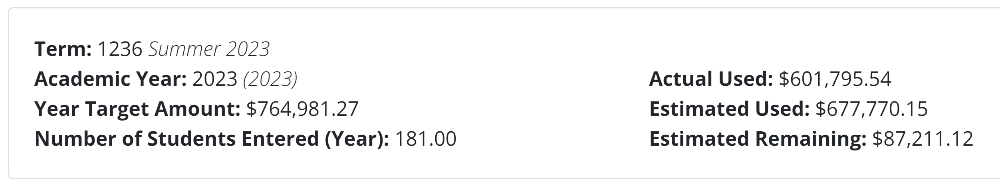 Term: 1236 Summer 2023
Academic Year: 2023 (2023)
Year Target Amount: $764,981.27
Number of Students Entered (Year): 181.00
Actual Used: $601,795.54
Estimated Used: $677,770.15
Estimated Remaining: $87,211.12